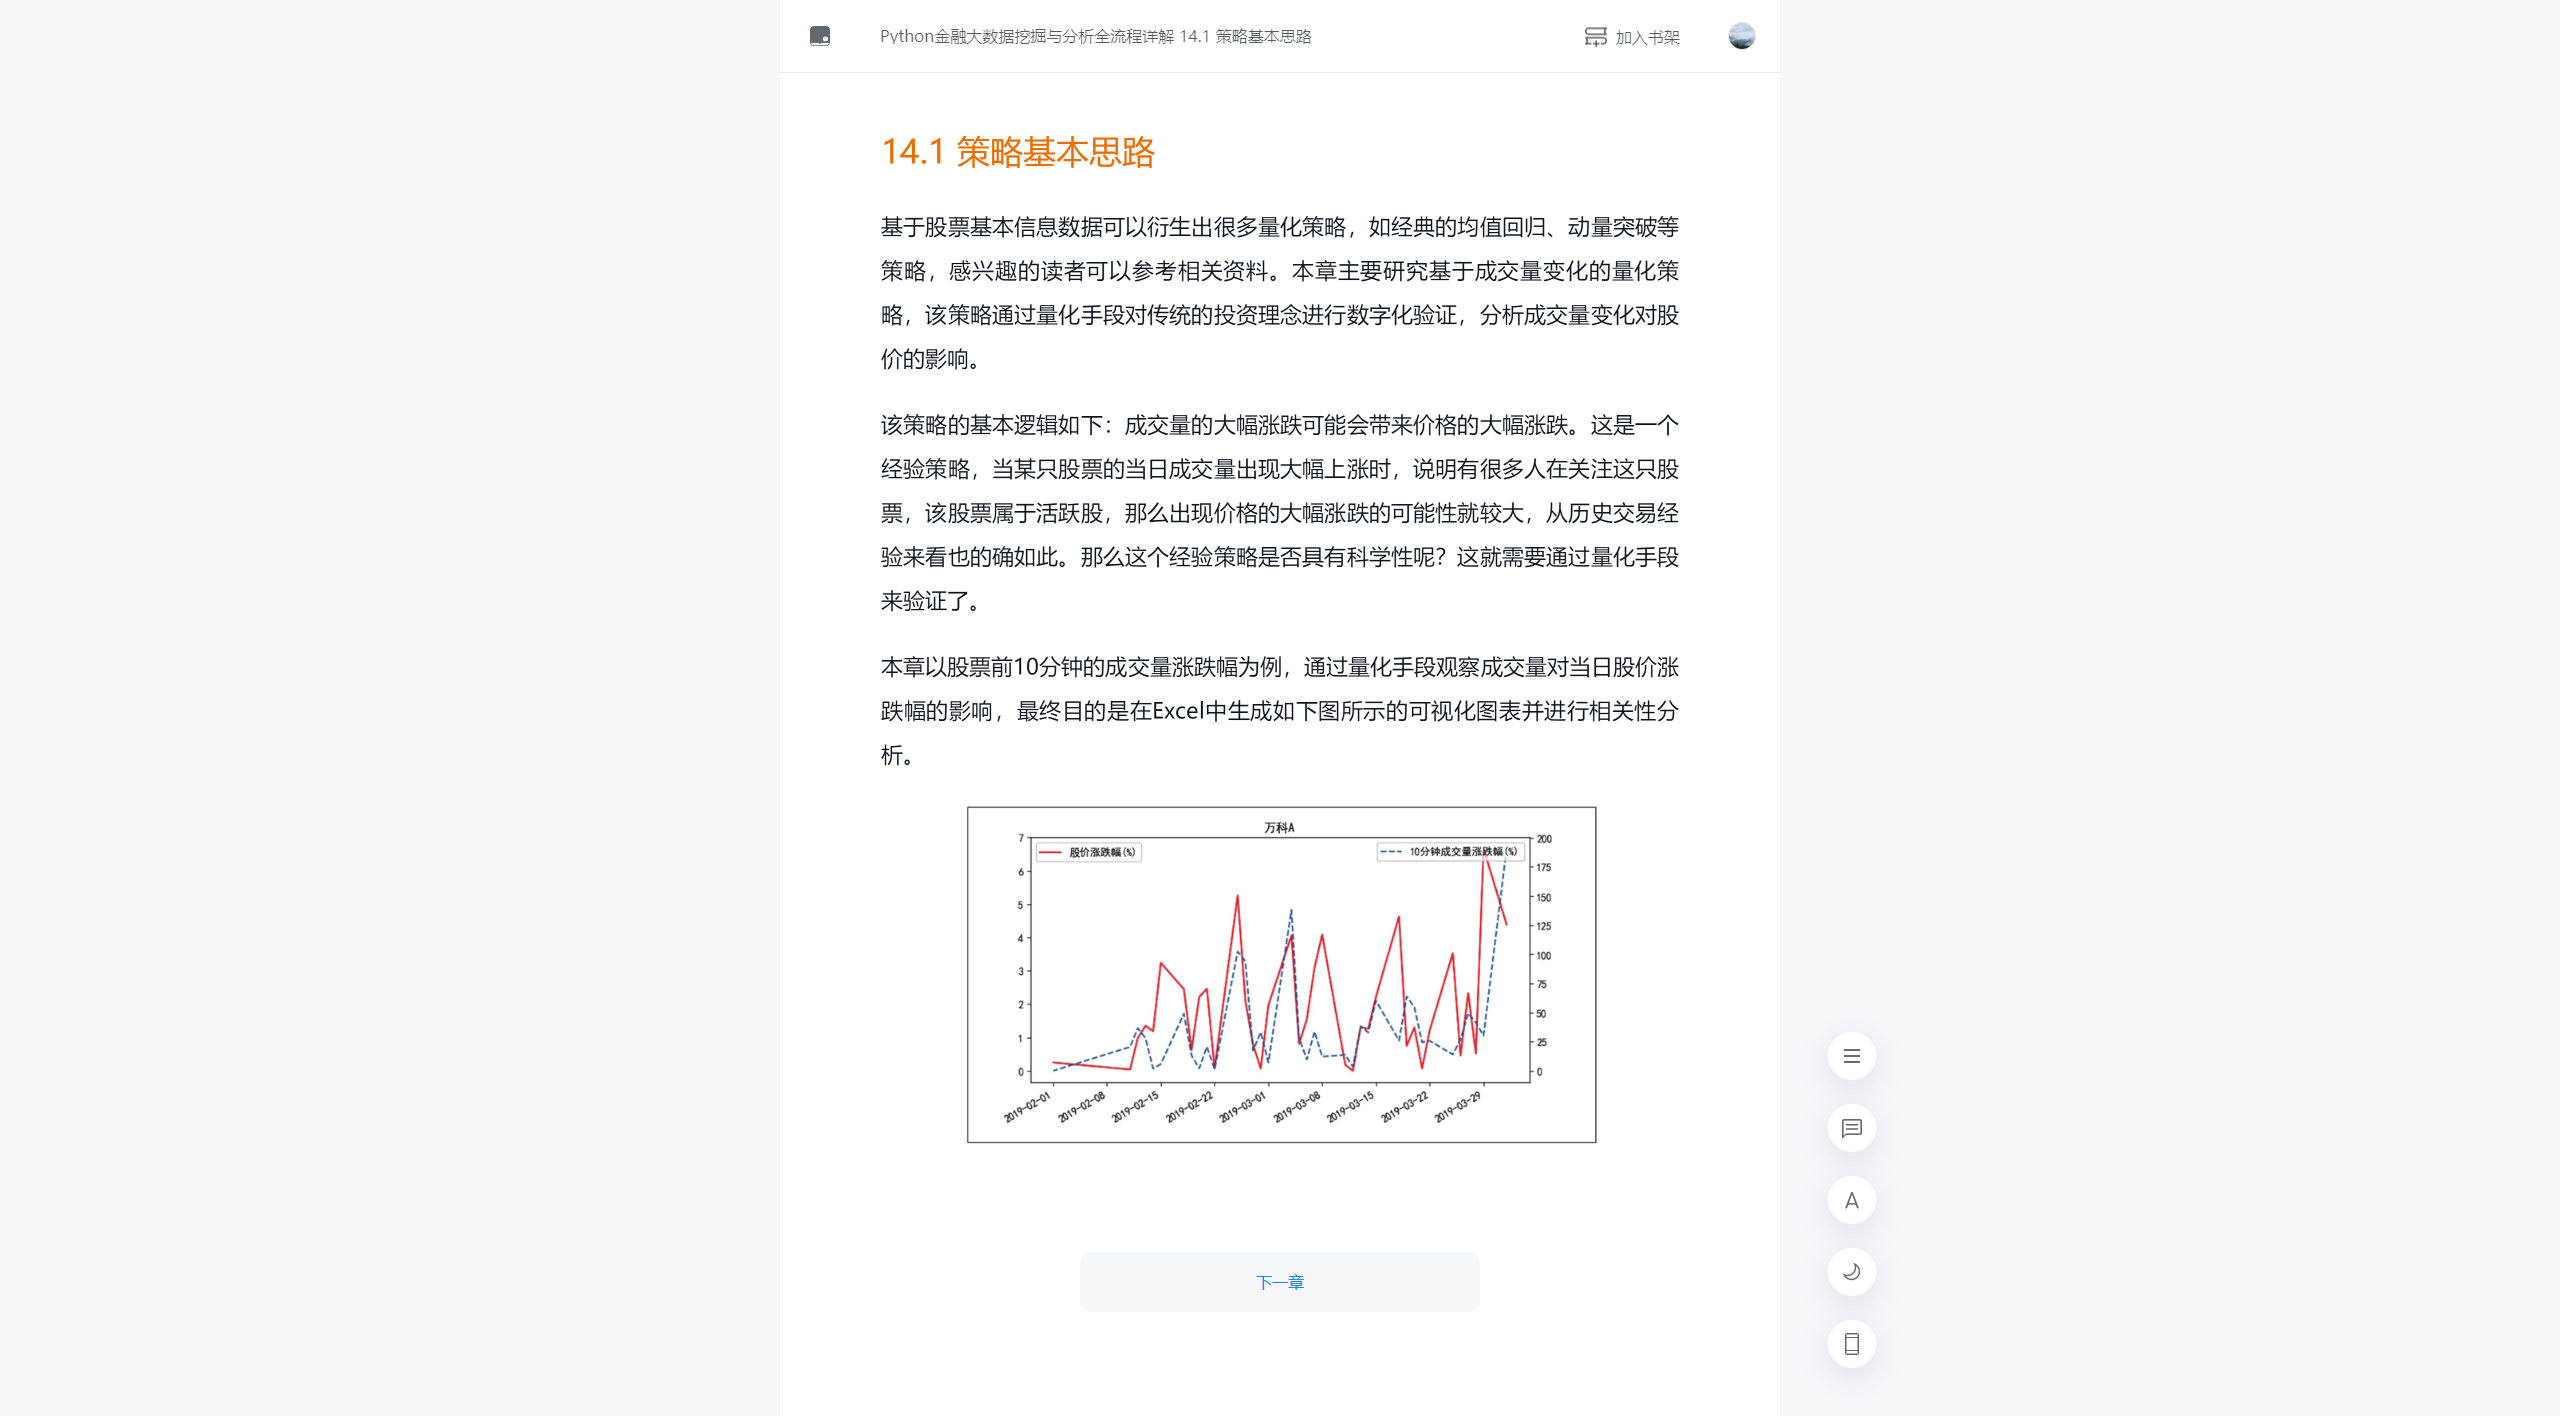 Python金融大数据挖掘与分析全流程详解 14.1 策略基本思路
加入书架
14.1 策略基本思路
基于股票基本信息数据可以衍生出很多量化策略，如经典的均值回归、动量突破等
策略，感兴趣的读者可以参考相关资料。本章主要研究基于成交量变化的量化策
略，该策略通过量化手段对传统的投资理念进行数字化验证，分析成交量变化对股
价的影响。
该策略的基本逻辑如下：成交量的大幅涨跌可能会带来价格的大幅涨跌。这是一个
经验策略，当某只股票的当日成交量出现大幅上涨时，说明有很多人在关注这只股
票，该股票属于活跃股，那么出现价格的大幅涨跌的可能性就较大，从历史交易经
验来看也的确如此。那么这个经验策略是否具有科学性呢？这就需要通过量化手段
来验证了。
本章以股票前10分钟的成交量涨跌幅为例，通过量化手段观察成交量对当日股价涨
跌幅的影响，最终目的是在Excel中生成如下图所示的可视化图表并进行相关性分
析。
万科A
股价涨跌幅(%)
10分钟成交量涨跌幅(%)
7
6
5
4
3
2
1
0
200
175
150
125
100
75
50
25
0
2019-02-01
2019-02-08
2019-02-15
2019-02-22
2019-03-01
2019-03-08
2019-03-15
2019-03-22
2019-03-29
下一章
A